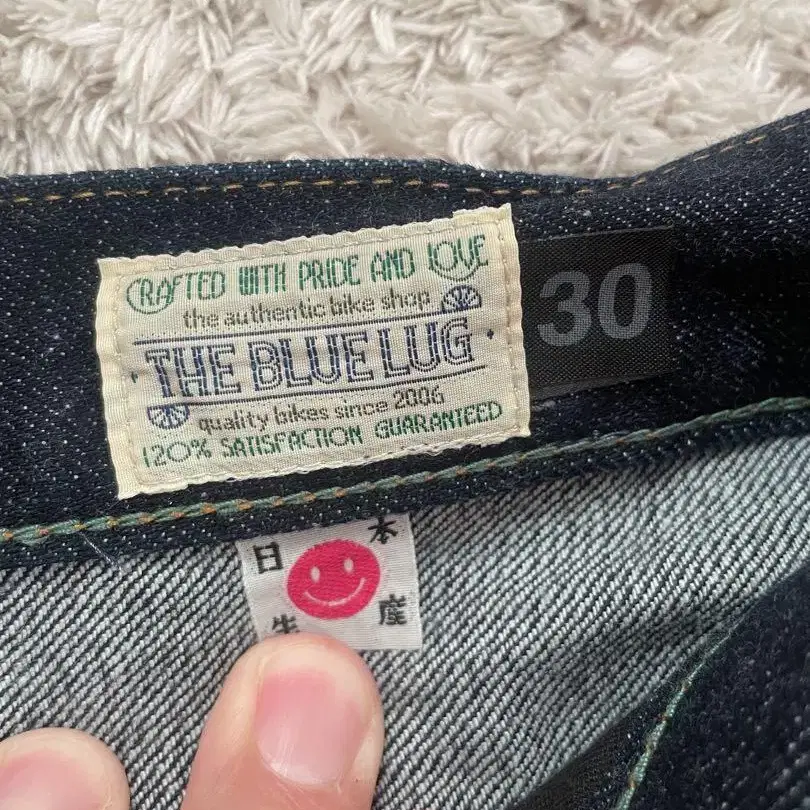 CRAFTED WITH PRIDE AND LOVE
the authentic bike shop
THE BLUE LUG
quality bikes since 2006
120% SATISFACTION GUARANTEED
30
日本
生産